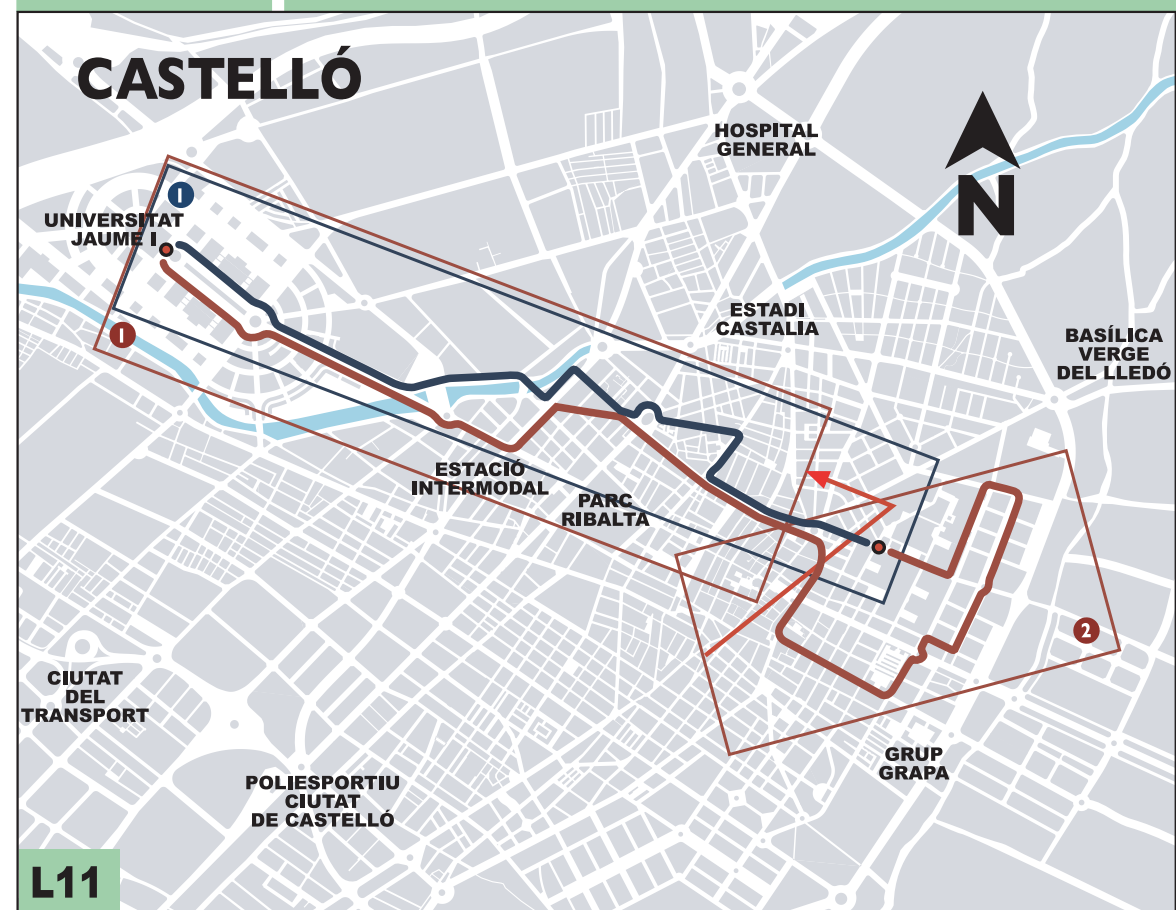 CASTELLÓ
HOSPITAL
GENERAL
N
1
UNIVERSITAT
JAUME I
1
ESTADI
CASTALIA
BASÍLICA
VERGE
DEL LLEDÓ
ESTACIÓ
INTERMODAL
PARC
RIBALTA
2
CIUTAT
DEL
TRANSPORT
GRUP
GRAPA
POLIESPORTIU
CIUTAT
DE CASTELLÓ
L11